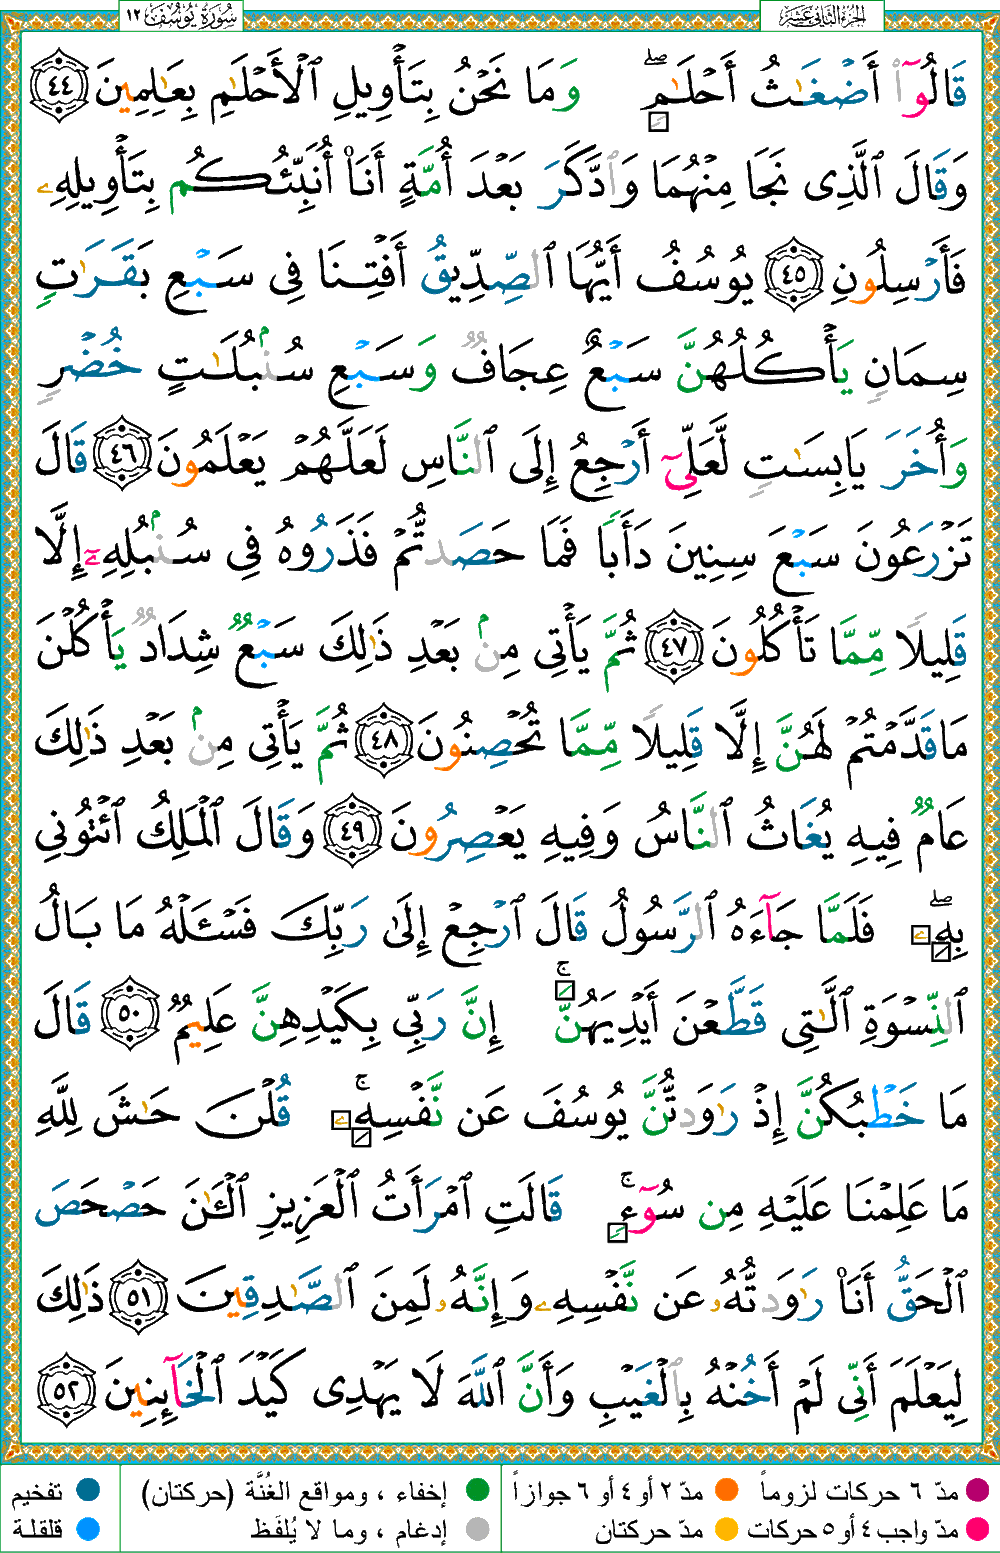 سُورَةُ يُوسُفَ ١٢
الجزء الثاني عشر
قَالُوٓا۟ أَضْغَـٰثُ أَحْلَـٰمٍ ۖ وَمَا نَحْنُ بِتَأْوِيلِ ٱلْأَحْلَـٰمِ بِعَـٰلِمِينَ ٤٤
وَقَالَ ٱلَّذِى نَجَا مِنْهُمَا وَٱدَّكَرَ بَعْدَ أُمَّةٍ أَنَا۠ أُنَبِّئُكُم بِتَأْوِيلِهِۦ
فَأَرْسِلُونِ ٤٥ يُوسُفُ أَيُّهَا ٱلصِّدِّيقُ أَفْتِنَا فِى سَبْعِ بَقَرَٰتٍ
سِمَانٍ يَأْكُلُهُنَّ سَبْعٌ عِجَافٌ وَسَبْعِ سُنۢبُلَـٰتٍ خُضْرٍ
وَأُخَرَ يَابِسَـٰتٍ لَّعَلِّىٓ أَرْجِعُ إِلَى ٱلنَّاسِ لَعَلَّهُمْ يَعْلَمُونَ ٤٦ قَالَ
تَزْرَعُونَ سَبْعَ سِنِينَ دَأَبًا فَمَا حَصَدتُّمْ فَذَرُوهُ فِى سُنۢبُلِهِۦٓ إِلَّا
قَلِيلًا مِّمَّا تَأْكُلُونَ ٤٧ ثُمَّ يَأْتِى مِنۢ بَعْدِ ذَٰلِكَ سَبْعٌ شِدَادٌ يَأْكُلْنَ
مَا قَدَّمْتُمْ لَهُنَّ إِلَّا قَلِيلًا مِّمَّا تُحْصِنُونَ ٤٨ ثُمَّ يَأْتِى مِنۢ بَعْدِ ذَٰلِكَ
عَامٌ فِيهِ يُغَاثُ ٱلنَّاسُ وَفِيهِ يَعْصِرُونَ ٤٩ وَقَالَ ٱلْمَلِكُ ٱئْتُونِى
بِهِۦ ۖ فَلَمَّا جَآءَهُ ٱلرَّسُولُ قَالَ ٱرْجِعْ إِلَىٰ رَبِّكَ فَسْـَٔلْهُ مَا بَالُ
ٱلنِّسْوَةِ ٱلَّـٰتِى قَطَّعْنَ أَيْدِيَهُنَّ ۚ إِنَّ رَبِّى بِكَيْدِهِنَّ عَلِيمٌ ٥٠ قَالَ
مَا خَطْبُكُنَّ إِذْ رَٰوَدتُّنَّ يُوسُفَ عَن نَّفْسِهِۦ ۚ قُلْنَ حَـٰشَ لِلَّهِ
مَا عَلِمْنَا عَلَيْهِ مِن سُوٓءٍ ۚ قَالَتِ ٱمْرَأَتُ ٱلْعَزِيزِ ٱلْـَٔـٰنَ حَصْحَصَ
ٱلْحَقُّ أَنَا۠ رَٰوَدتُّهُۥ عَن نَّفْسِهِۦ وَإِنَّهُۥ لَمِنَ ٱلصَّـٰدِقِينَ ٥١ ذَٰلِكَ
لِيَعْلَمَ أَنِّى لَمْ أَخُنْهُ بِٱلْغَيْبِ وَأَنَّ ٱللَّهَ لَا يَهْدِى كَيْدَ ٱلْخَآئِنِينَ ٥٢
مدّ ٦ حركات لزوماً مدّ ٢ أو ٤ أو ٦ جوازاً إخفاء ، ومواقع الغُنَّة (حركتان) تفخيم
مدّ واجب ٤ أو ٥ حركات مدّ حركتان إدغام ، وما لا يُلفَظ قلقلة